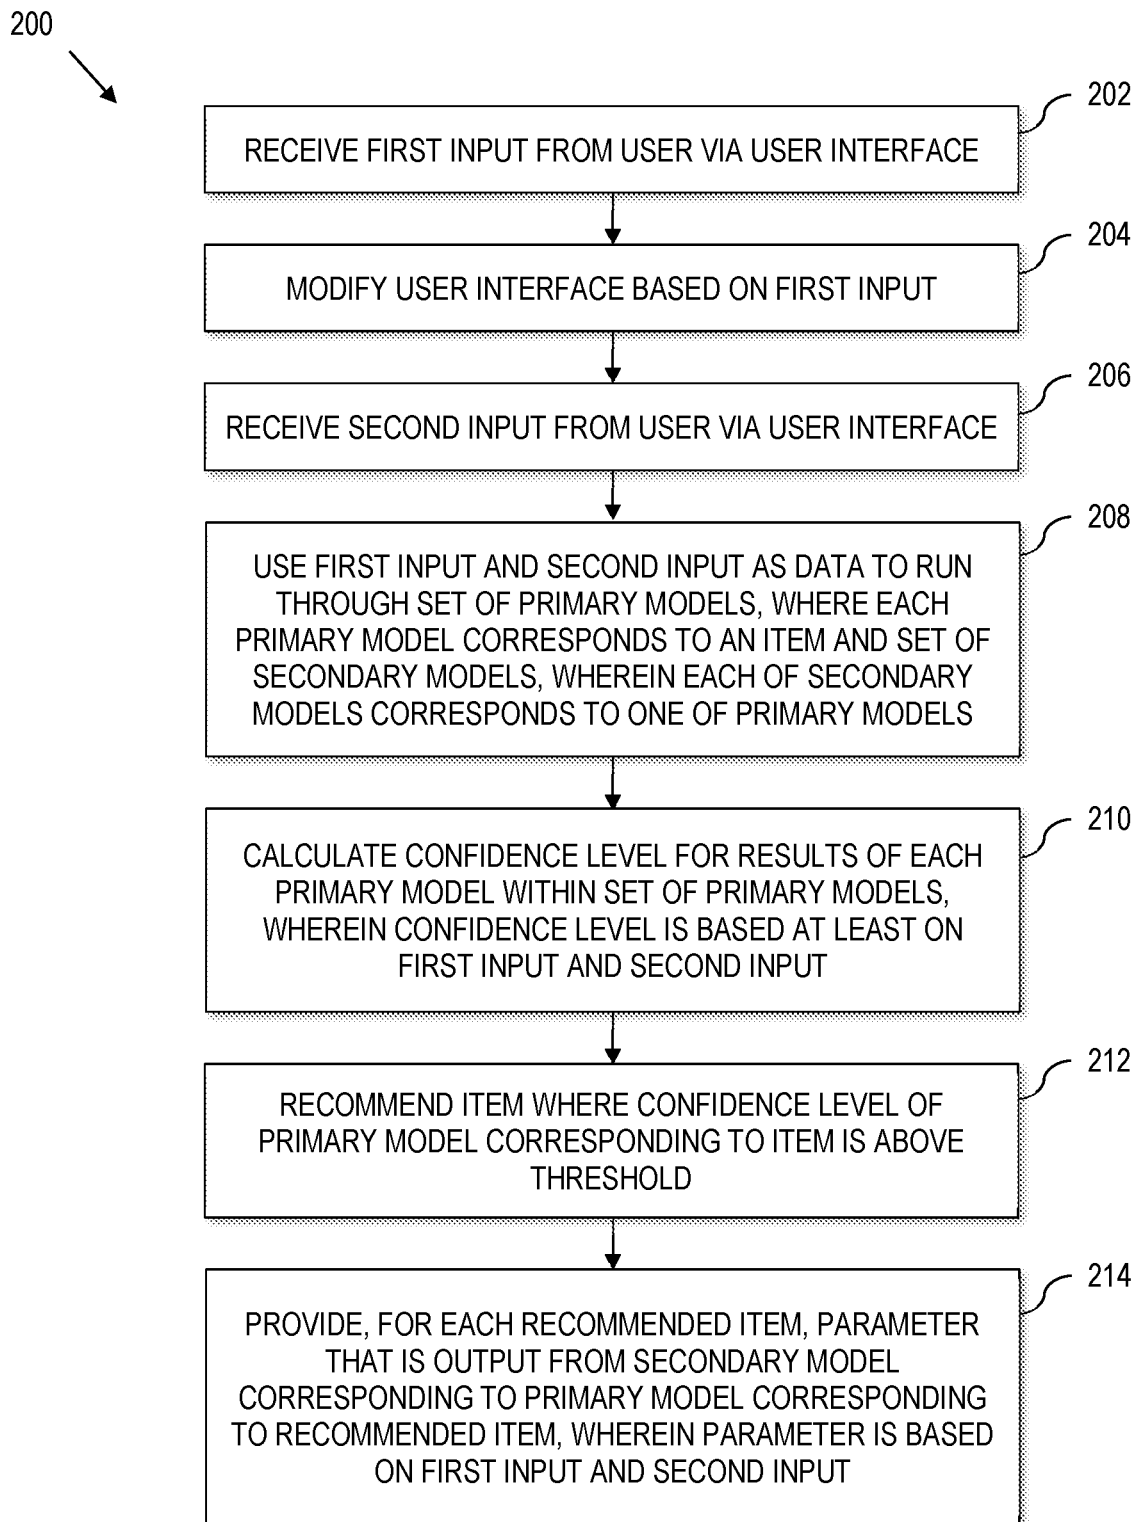 200
202
RECEIVE FIRST INPUT FROM USER VIA USER INTERFACE
204
MODIFY USER INTERFACE BASED ON FIRST INPUT
206
RECEIVE SECOND INPUT FROM USER VIA USER INTERFACE
208
USE FIRST INPUT AND SECOND INPUT AS DATA TO RUN
THROUGH SET OF PRIMARY MODELS, WHERE EACH
PRIMARY MODEL CORRESPONDS TO AN ITEM AND SET OF
SECONDARY MODELS, WHEREIN EACH OF SECONDARY
MODELS CORRESPONDS TO ONE OF PRIMARY MODELS
210
CALCULATE CONFIDENCE LEVEL FOR RESULTS OF EACH
PRIMARY MODEL WITHIN SET OF PRIMARY MODELS,
WHEREIN CONFIDENCE LEVEL IS BASED AT LEAST ON
FIRST INPUT AND SECOND INPUT
212
RECOMMEND ITEM WHERE CONFIDENCE LEVEL OF
PRIMARY MODEL CORRESPONDING TO ITEM IS ABOVE
THRESHOLD
214
PROVIDE, FOR EACH RECOMMENDED ITEM, PARAMETER
THAT IS OUTPUT FROM SECONDARY MODEL
CORRESPONDING TO PRIMARY MODEL CORRESPONDING
TO RECOMMENDED ITEM, WHEREIN PARAMETER IS BASED
ON FIRST INPUT AND SECOND INPUT